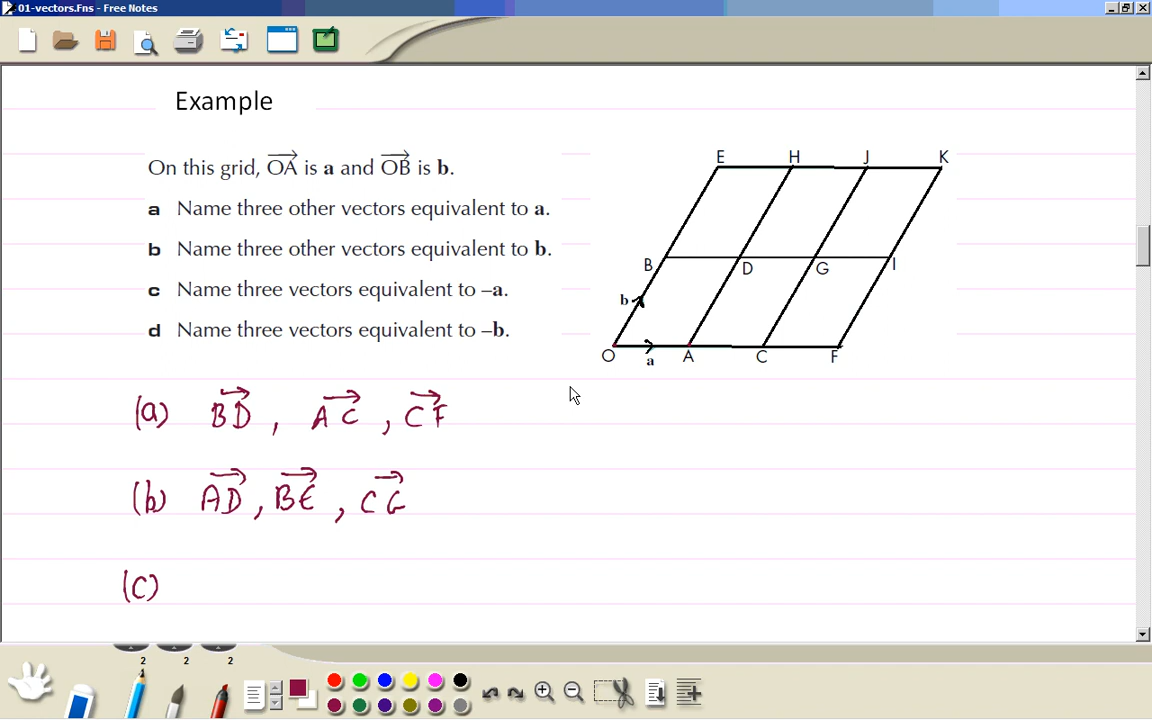 01-vectors.Fns - Free Notes
Example
On this grid, OA is a and OB is b.
a Name three other vectors equivalent to a.
b Name three other vectors equivalent to b.
c Name three vectors equivalent to –a.
d Name three vectors equivalent to –b.
E H J K
B D G I
b
O A C F
a
(a) BD, AC, CF
(b) AD, BE, CG
(c)
2 2 2